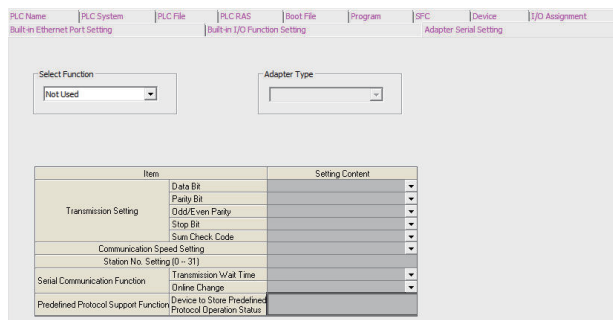 PLC Name PLC System PLC File PLC RAS Boot File Program SFC Device I/O Assignment
Built-in Ethernet Port Setting Built-in I/O Function Setting Adapter Serial Setting
Select Function Adapter Type
Not Used
Item Setting Content
Transmission Setting Data Bit
Parity Bit
Odd/Even Parity
Stop Bit
Sum Check Code
Communication Speed Setting
Station No. Setting (0 -- 31)
Serial Communication Function Transmission Wait Time
Online Change
Predefined Protocol Support Function Device to Store Predefined
Protocol Operation Status